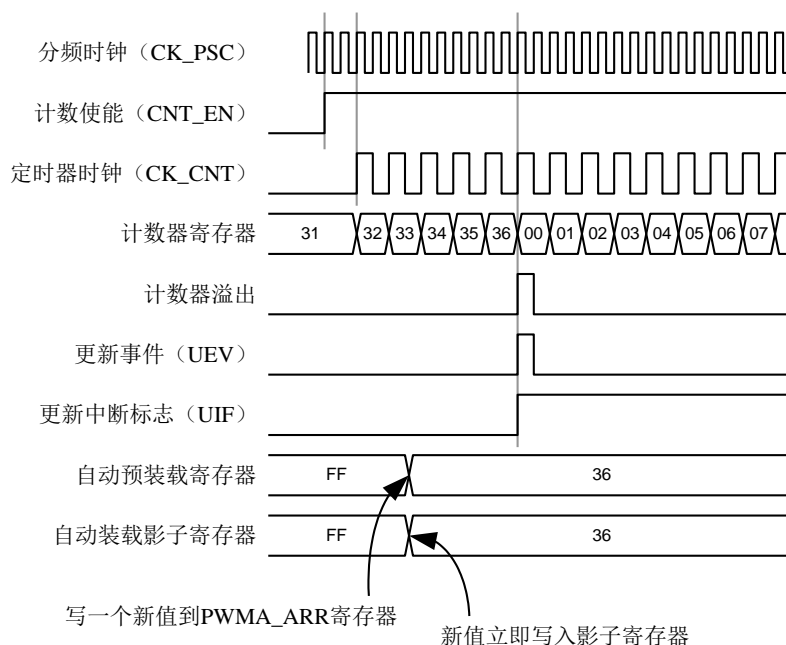 分频时钟（CK_PSC）
计数使能（CNT_EN）
定时器时钟（CK_CNT）
计数器寄存器 31 32 33 34 35 36 00 01 02 03 04 05 06 07
计数器溢出
更新事件（UEV）
更新中断标志（UIF）
自动预装载寄存器 FF 36
自动装载影子寄存器 FF 36
写一个新值到PWMA_ARR寄存器
新值立即写入影子寄存器